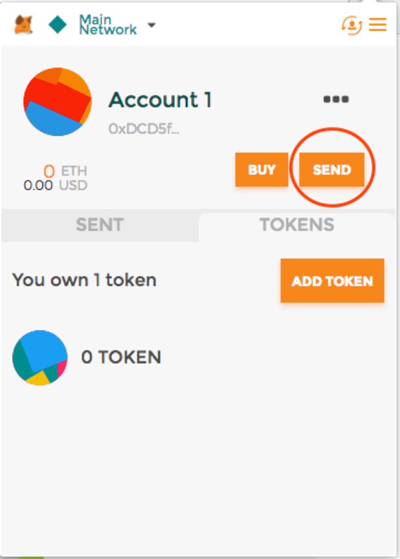 Main
Network
Account 1
0xDCD5f...
0 ETH
0.00 USD
BUY
SEND
SENT
TOKENS
You own 1 token
ADD TOKEN
0 TOKEN